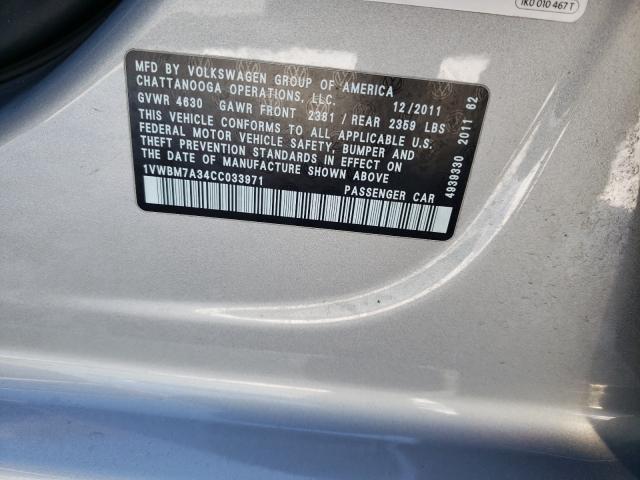 1K0 010 467 T
MFD BY VOLKSWAGEN GROUP OF AMERICA
CHATTANOOGA OPERATIONS, LLC. 12/2011
GVWR 4630 GAWR FRONT 2381 / REAR 2359 LBS
THIS VEHICLE CONFORMS TO ALL APPLICABLE U.S.
FEDERAL MOTOR VEHICLE SAFETY, BUMPER AND
THEFT PREVENTION STANDARDS IN EFFECT ON
THE DATE OF MANUFACTURE SHOWN ABOVE
1VWBM7A34CC033971 PASSENGER CAR
4939390 2011 62